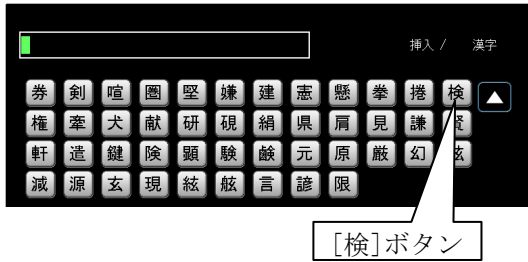 挿入 / 漢字
券 剣 喧 圏 堅 嫌 建 憲 懸 拳 捲 検
権 牽 犬 献 研 硯 絹 県 肩 見 謙 賢
軒 遣 鍵 険 顕 験 鹸 元 原 厳 幻 弦
減 源 玄 現 絃 舷 言 諺 限
[検]ボタン